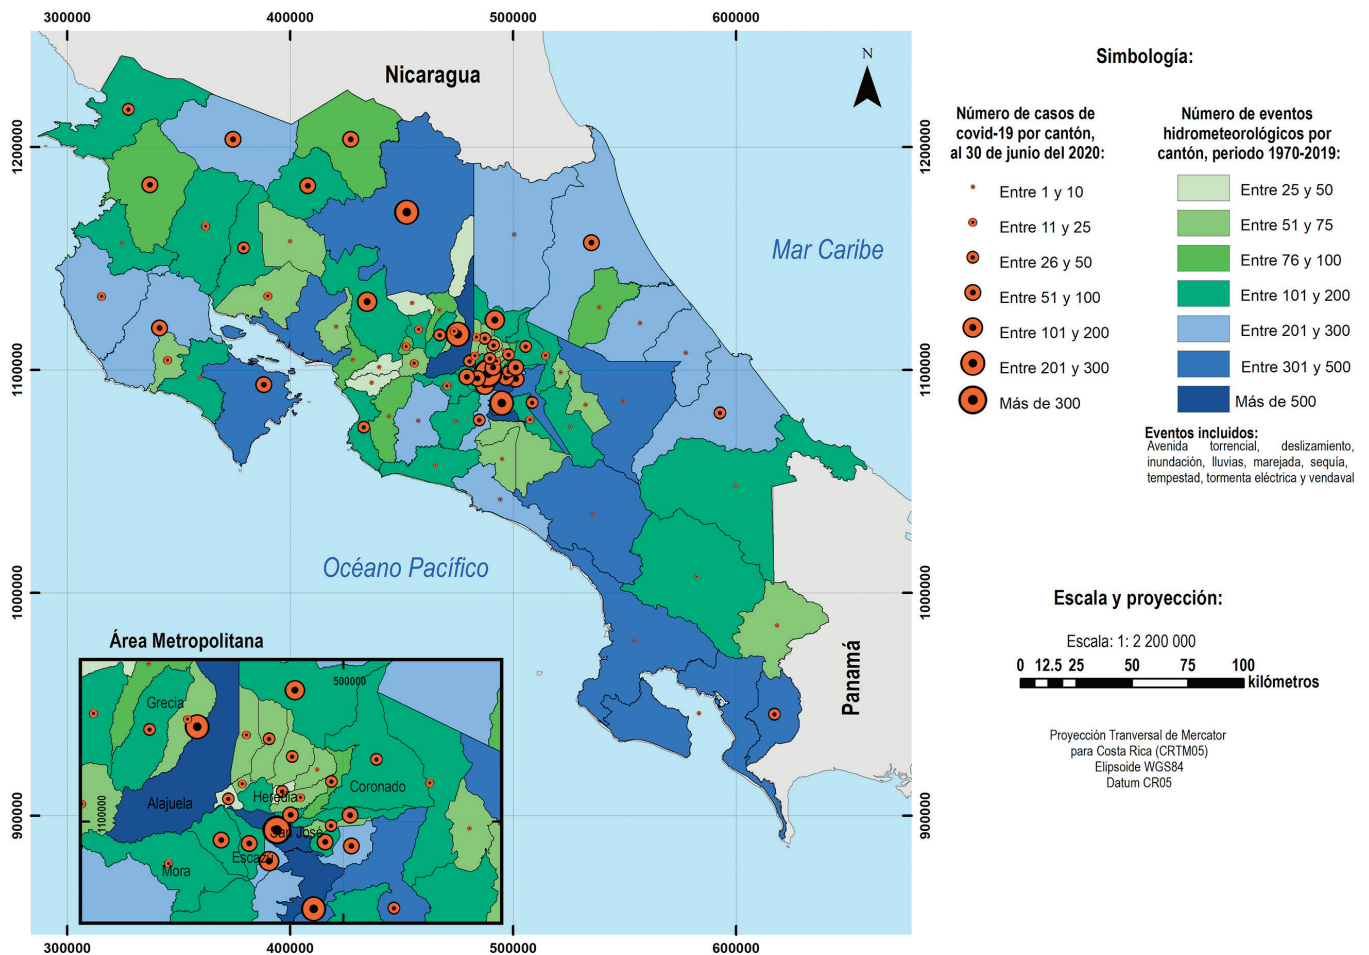 300000
400000
500000
600000
1200000
1100000
1000000
900000
1200000
1100000
1000000
900000
300000
400000
500000
600000
Nicaragua
N
Mar Caribe
Océano Pacífico
Panamá
Área Metropolitana
500000
1100000
Grecia
Alajuela
Heredia
Coronado
San José
Escazú
Mora
Simbología:
Número de casos de
covid-19 por cantón,
al 30 de junio del 2020:
Entre 1 y 10
Entre 11 y 25
Entre 26 y 50
Entre 51 y 100
Entre 101 y 200
Entre 201 y 300
Más de 300
Número de eventos
hidrometeorológicos por
cantón, periodo 1970-2019:
Entre 25 y 50
Entre 51 y 75
Entre 76 y 100
Entre 101 y 200
Entre 201 y 300
Entre 301 y 500
Más de 500
Eventos incluidos:
Avenida torrencial, deslizamiento,
inundación, lluvias, marejada, sequía,
tempestad, tormenta eléctrica y vendaval
Escala y proyección:
Escala: 1: 2 200 000
0 12.5 25 50 75 100
kilómetros
Proyección Tranversal de Mercator
para Costa Rica (CRTM05)
Elipsoide WGS84
Datum CR05